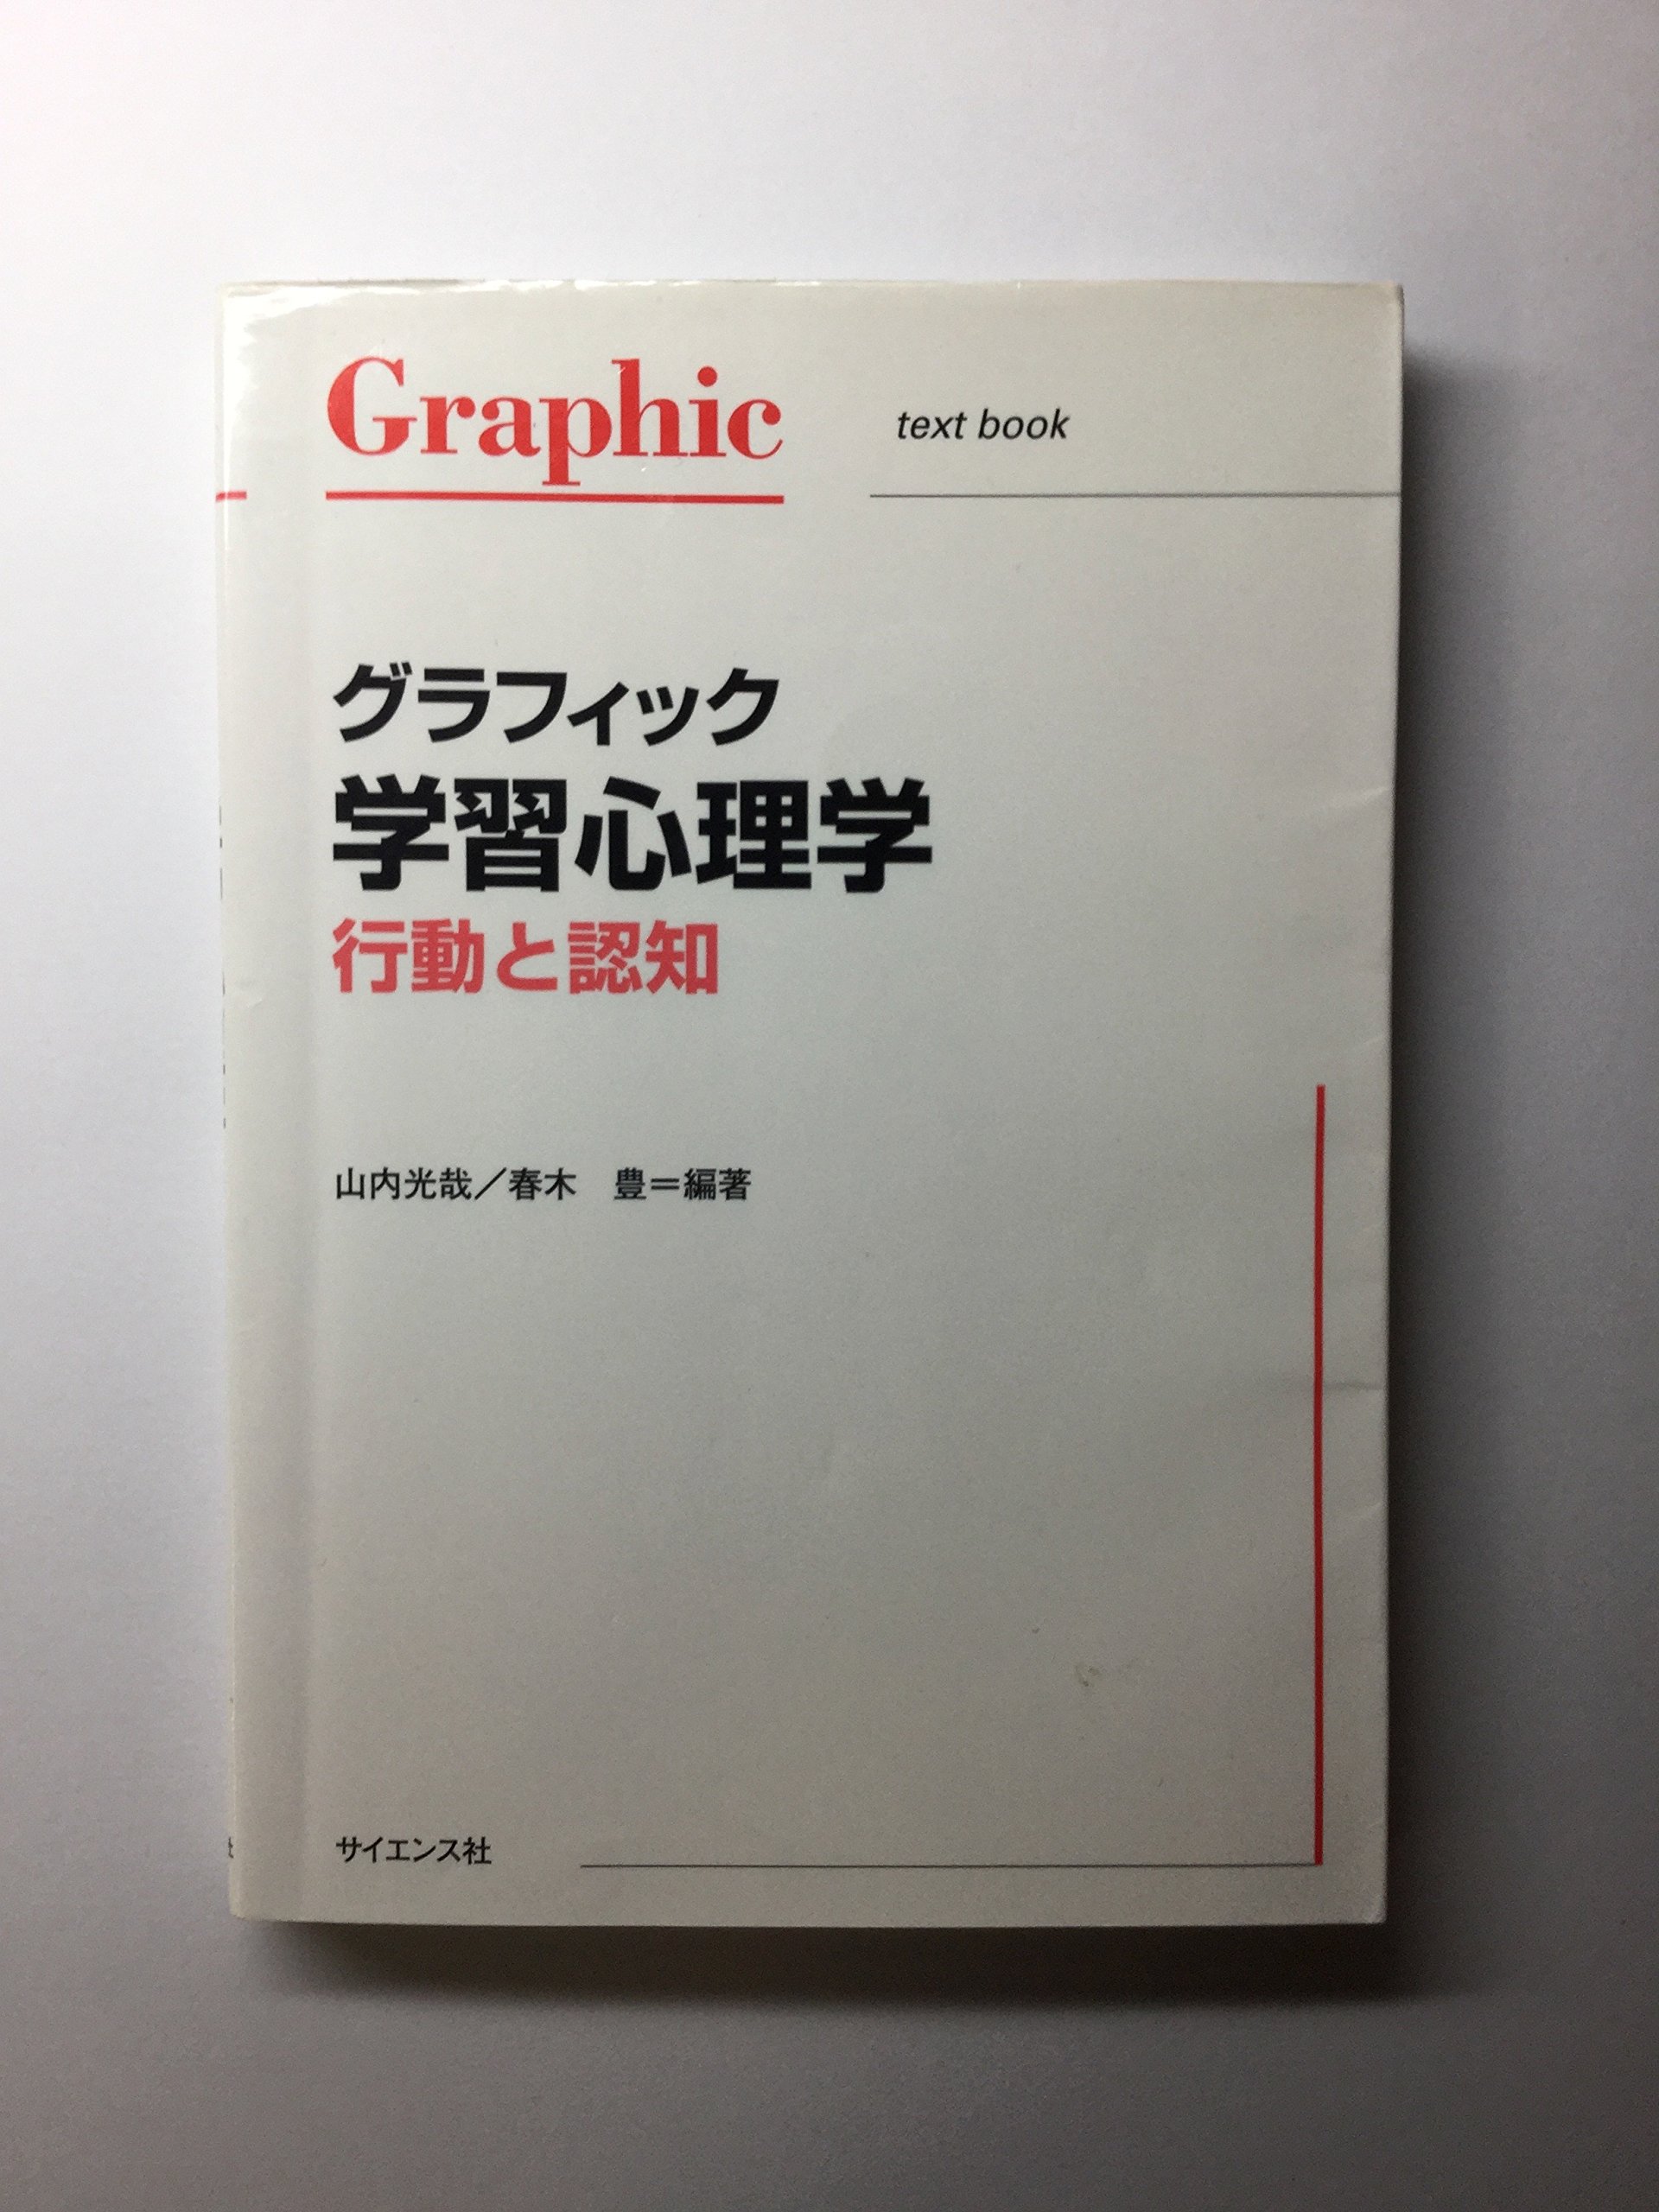 Graphic
text book
グラフィック
学習心理学
行動と認知
山内光哉／春木　豊＝編著
サイエンス社